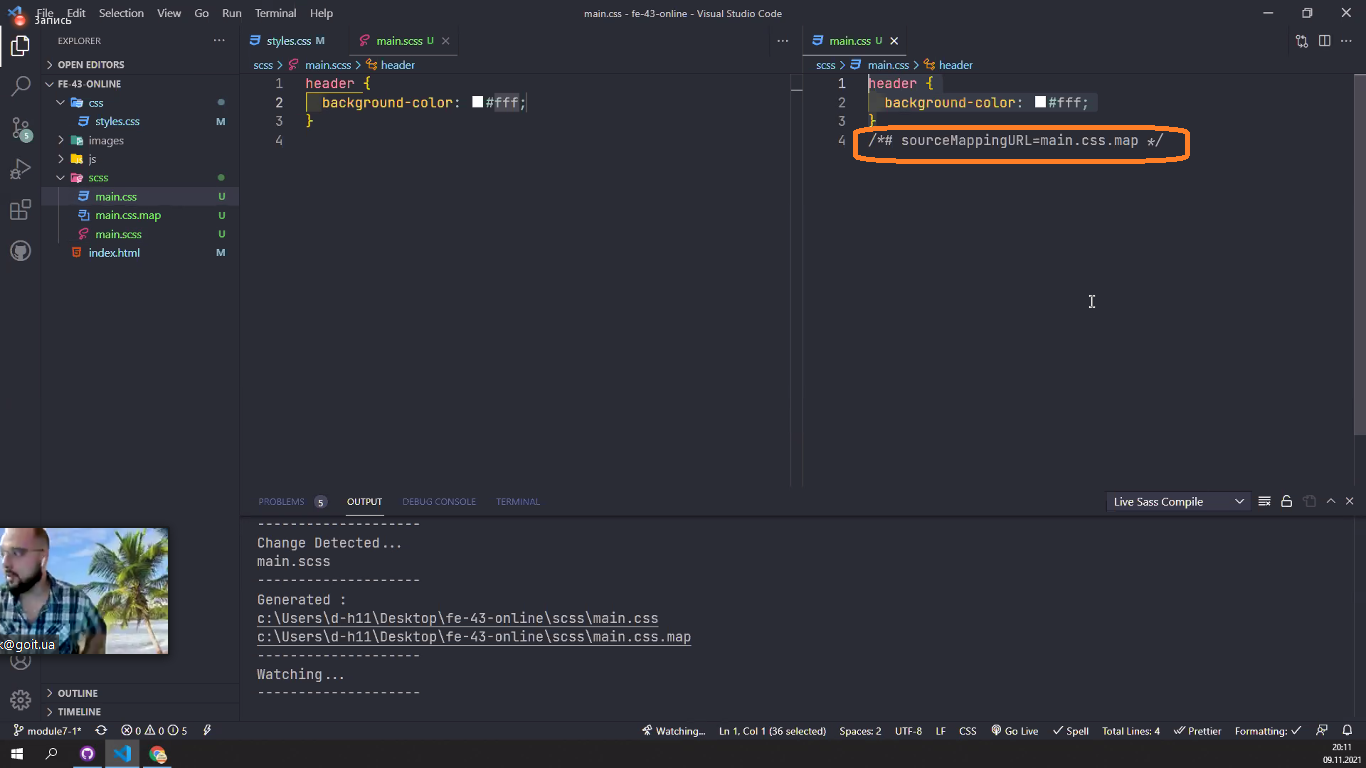 File Edit Selection View Go Run Terminal Help
main.css - fe-43-online - Visual Studio Code
Запись
EXPLORER
OPEN EDITORS
FE-43-ONLINE
css
styles.css M
images
js
scss
main.css U
main.css.map U
main.scss U
index.html M
5
OUTLINE
TIMELINE
k@goit.ua
styles.css M main.scss U
scss > main.scss > header
1 header {
2 background-color: #fff;
3 }
4
main.css U
scss > main.css > header
1 header {
2 background-color: #fff;
3 }
4 /*# sourceMappingURL=main.css.map */
PROBLEMS 5 OUTPUT DEBUG CONSOLE TERMINAL
Live Sass Compile
--------------------
Change Detected...
main.scss
--------------------
Generated :
c:\Users\d-h11\Desktop\fe-43-online\scss\main.css
c:\Users\d-h11\Desktop\fe-43-online\scss\main.css.map
--------------------
Watching...
--------------------
module7-1* 0 0 5 Watching... Ln 1, Col 1 (36 selected) Spaces: 2 UTF-8 LF CSS Go Live Spell Total Lines: 4 Prettier Formating:
20:11
09.11.2021